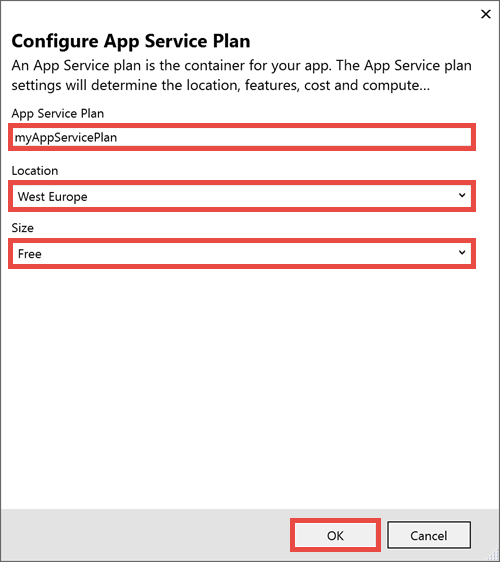 Configure App Service Plan
An App Service plan is the container for your app. The App Service plan
settings will determine the location, features, cost and compute...
App Service Plan
myAppServicePlan
Location
West Europe
Size
Free
OK
Cancel